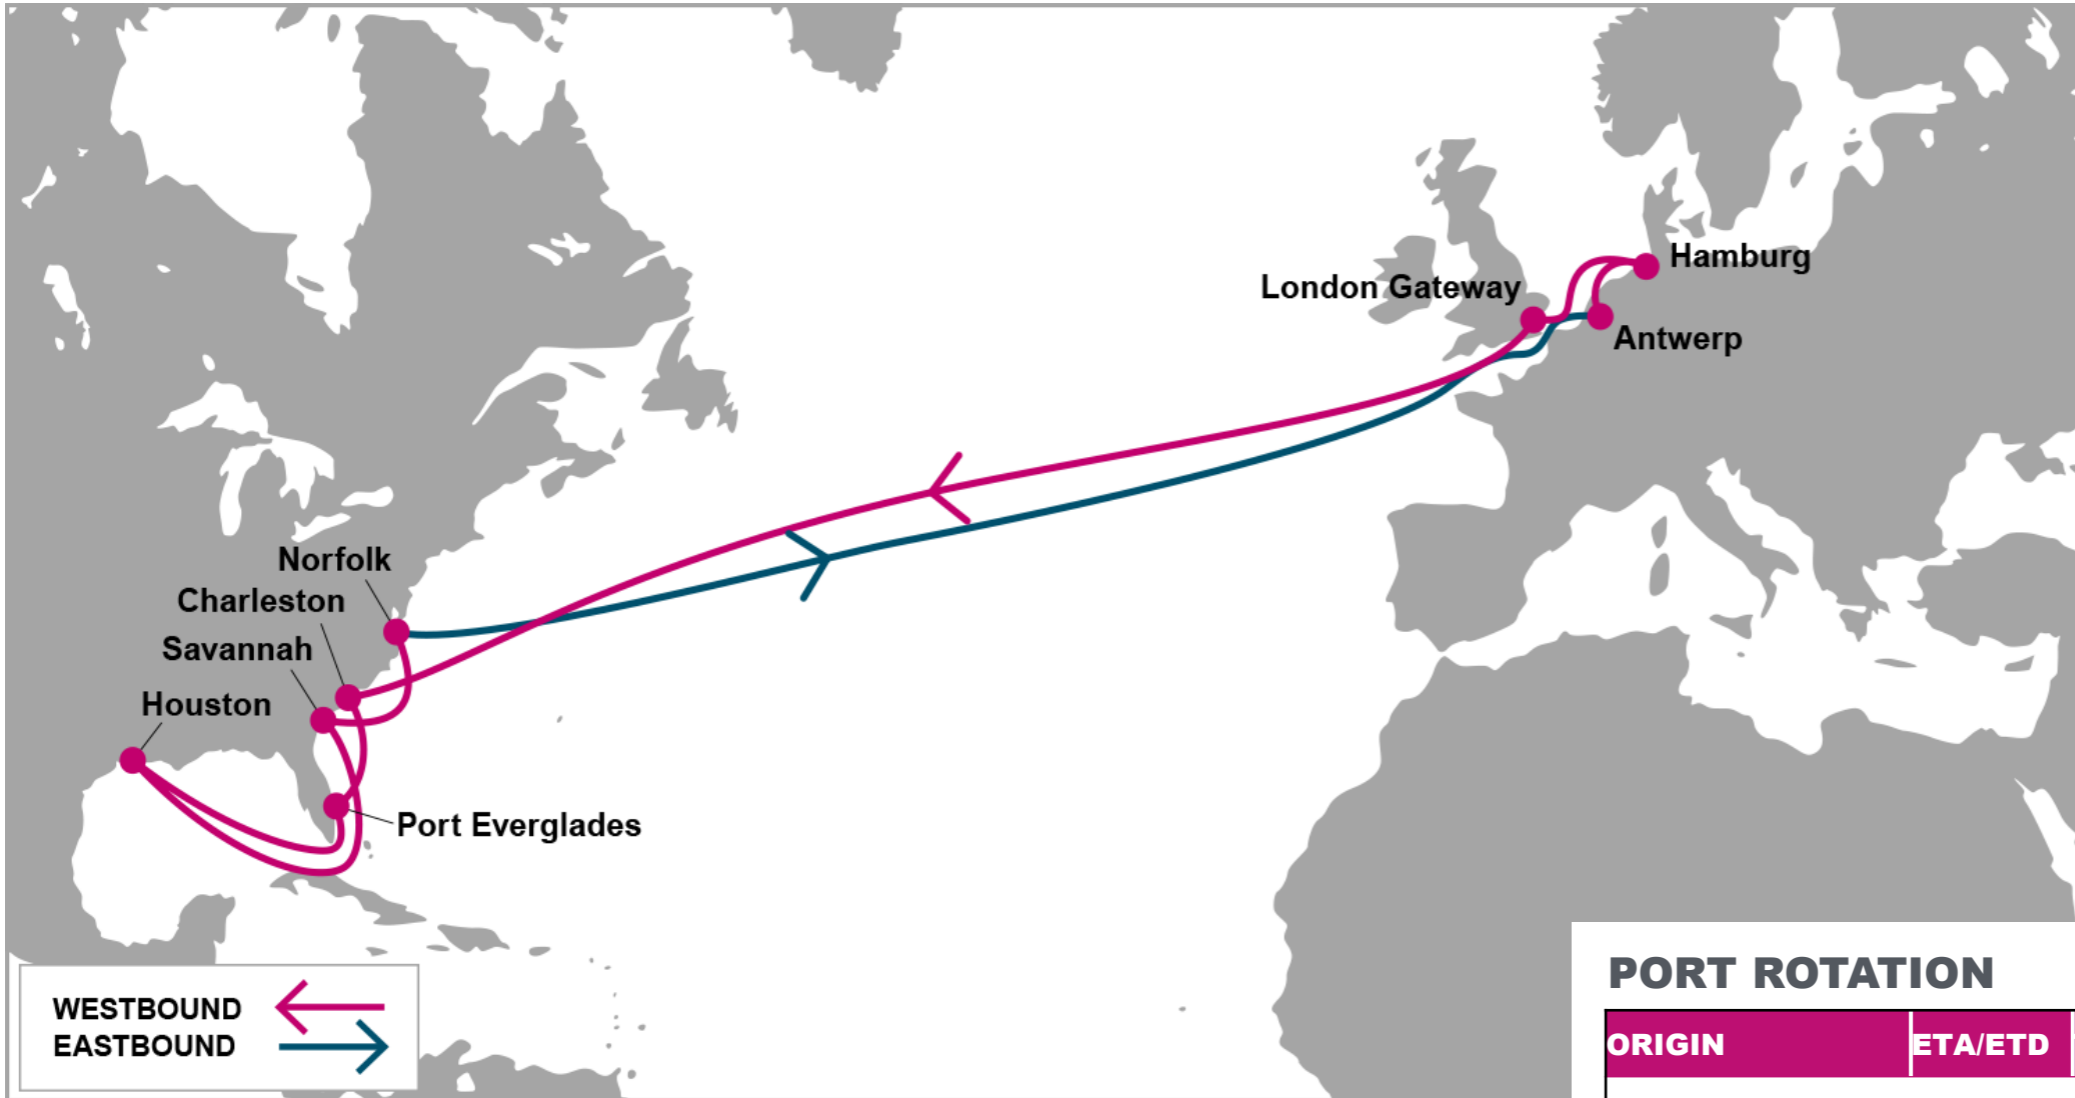 Hamburg
London Gateway
Antwerp
Norfolk
Charleston
Savannah
Houston
Port Everglades
WESTBOUND
EASTBOUND
PORT ROTATION
ORIGIN ETA/ETD